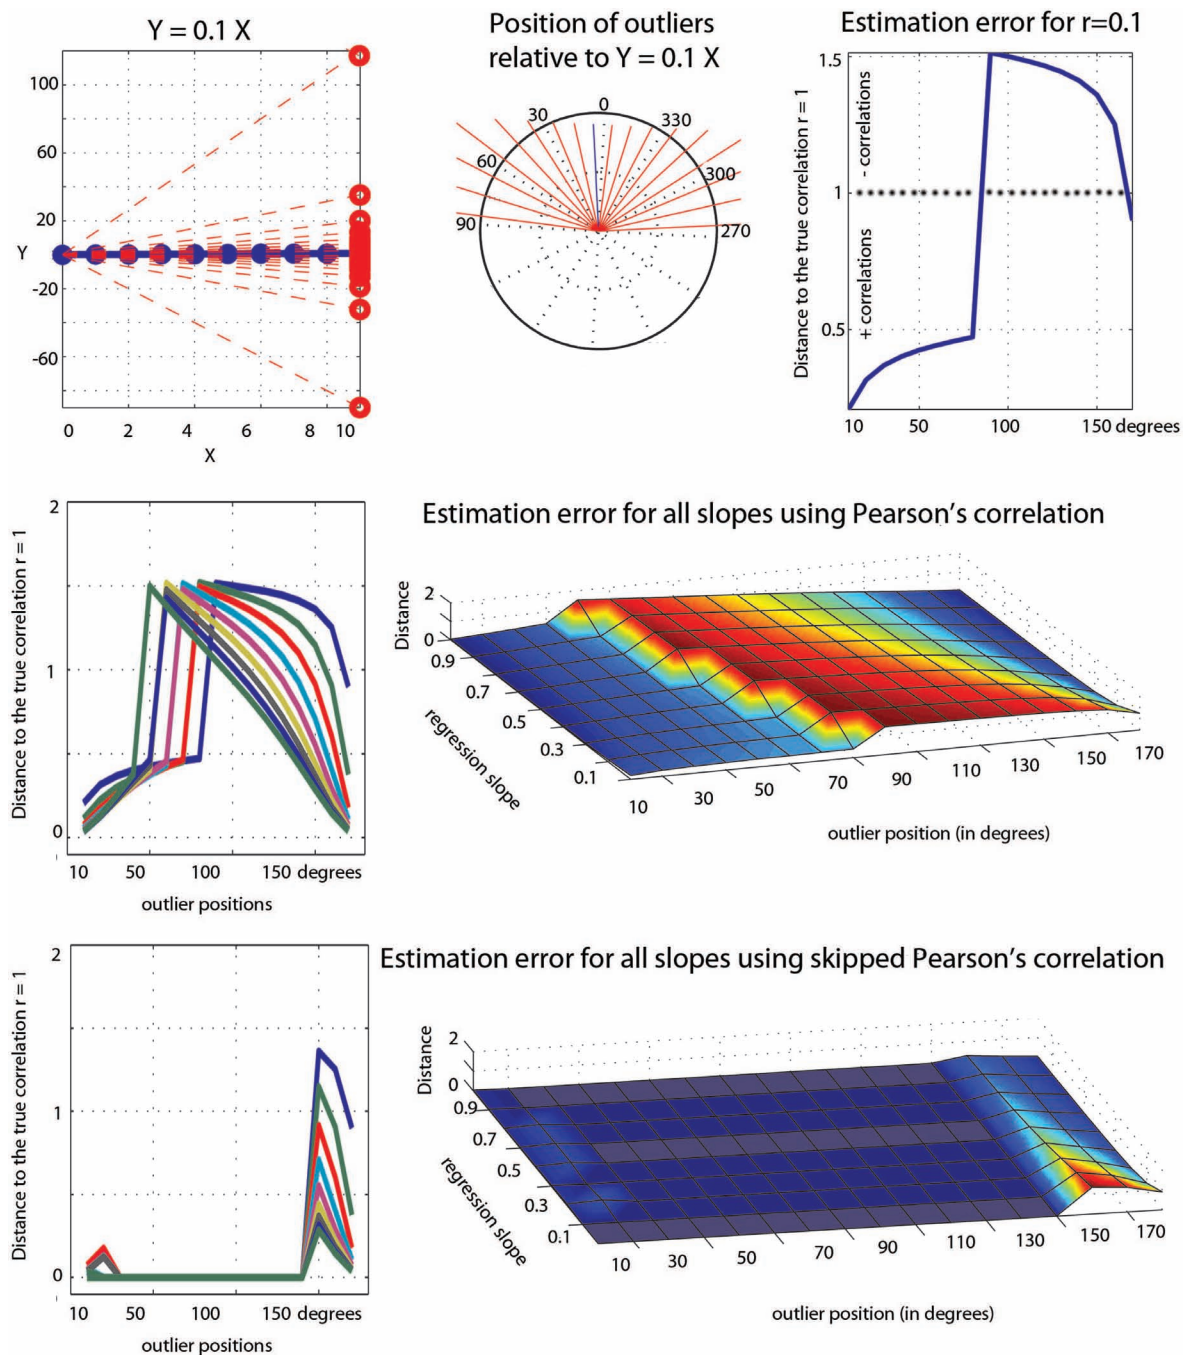 Y = 0.1 X
100
60
20
Y
-20
-60
0 2 4 6 8 10
X
Position of outliers
relative to Y = 0.1 X
0
30
330
60
300
90
270
Estimation error for r=0.1
Distance to the true correlation r = 1
+ correlations
- correlations
1.5
1
0.5
10 50 100 150 degrees
2
1
0
Distance to the true correlation r = 1
10 50 100 150 degrees
outlier positions
Estimation error for all slopes using Pearson's correlation
Distance
2
0
0.9
0.7
0.5
0.3
0.1
regression slope
10 30 50 70 90 110 130 150 170
outlier position (in degrees)
2
1
0
Distance to the true correlation r = 1
10 50 100 150 degrees
outlier positions
Estimation error for all slopes using skipped Pearson's correlation
Distance
2
0
0.9
0.7
0.5
0.3
0.1
regression slope
10 30 50 70 90 110 130 150 170
outlier position (in degrees)